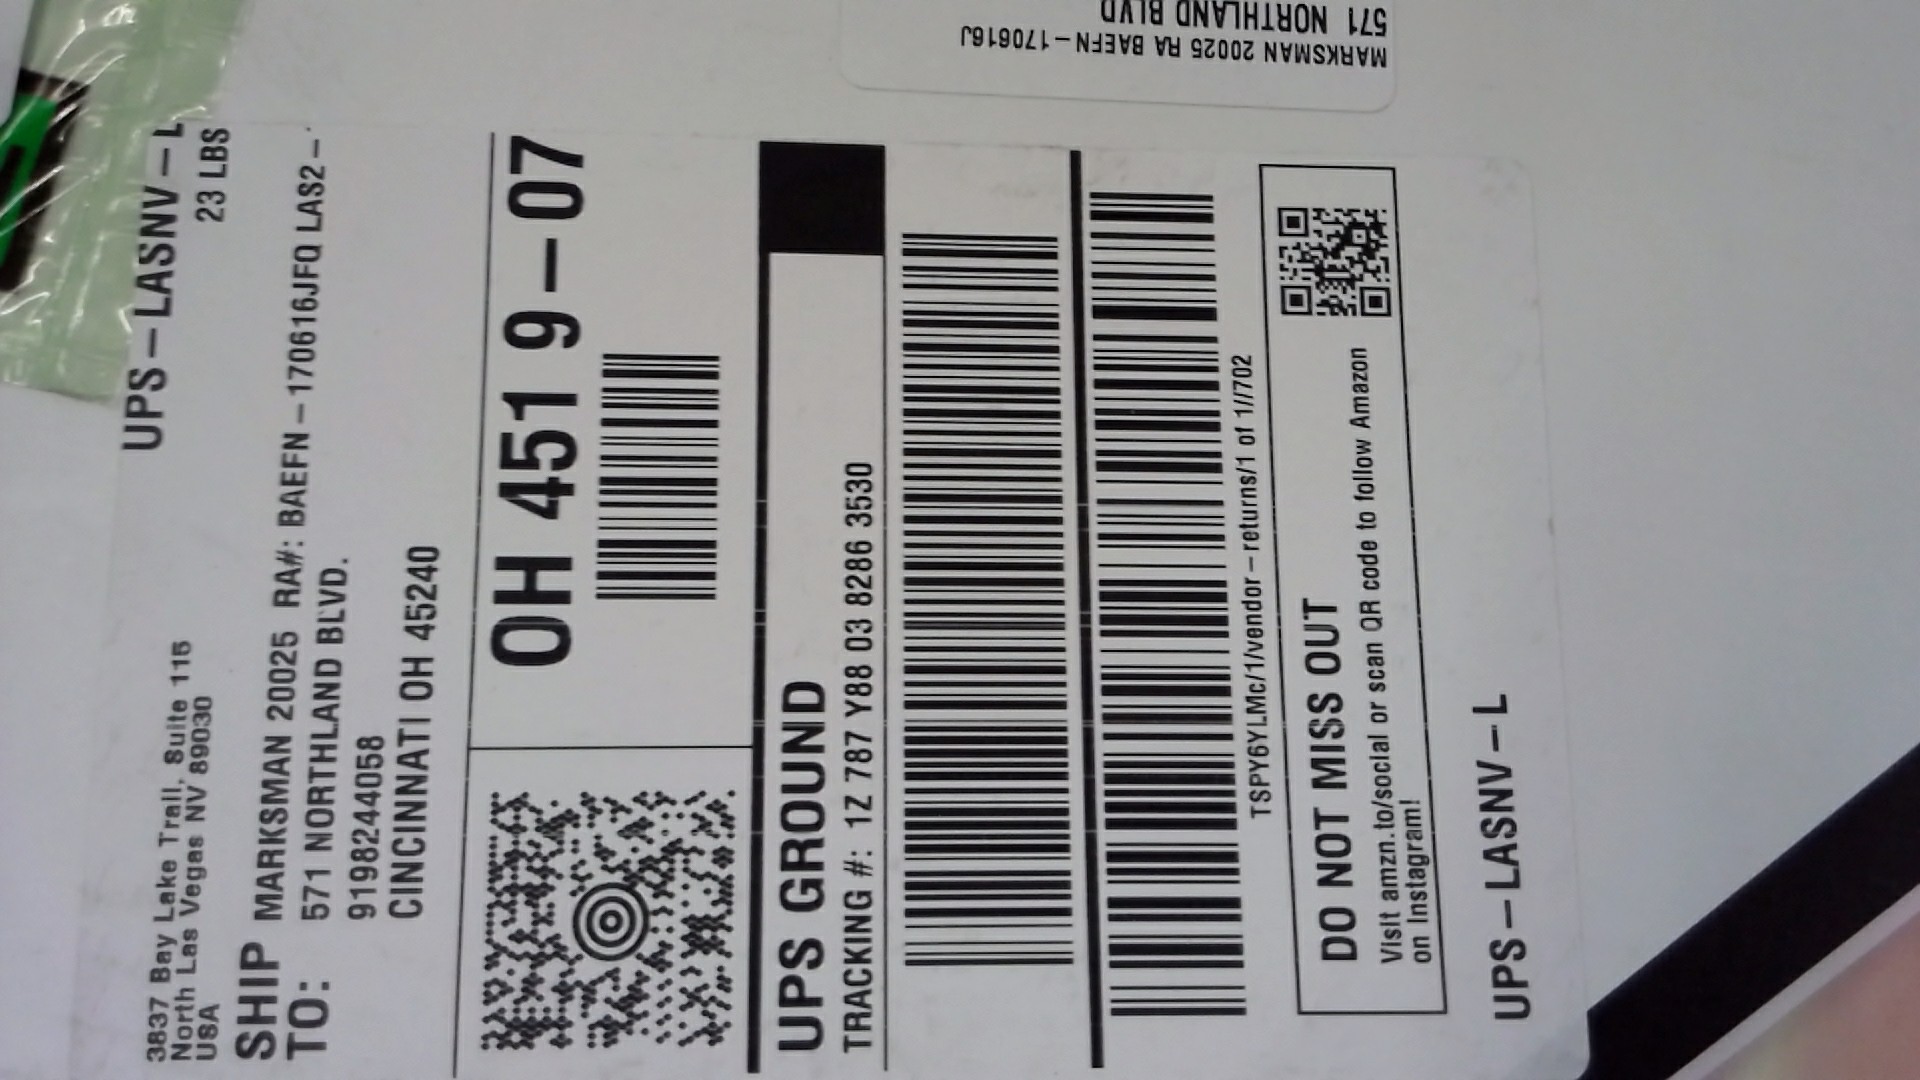 3837 Bay Lake Trail, Suite 115
North Las Vegas NV 89030
USA
UPS-LASNV-L
23 LBS
SHIP
TO:
MARKSMAN 20025 RA#: BAEFN-170616JFQ LAS2-
571 NORTHLAND BLVD.
9198244058
CINCINNATI OH 45240
OH 451 9-07
UPS GROUND
TRACKING #: 1Z 787 Y88 03 8286 3530
TSPY6YLMc/1/vendor-returns/1 of 1//702
DO NOT MISS OUT
Visit amzn.to/social or scan QR code to follow Amazon
on Instagram!
UPS-LASNV-L
MARKSMAN 20025 RA BAEFN-170616J
571 NORTHLAND BLVD